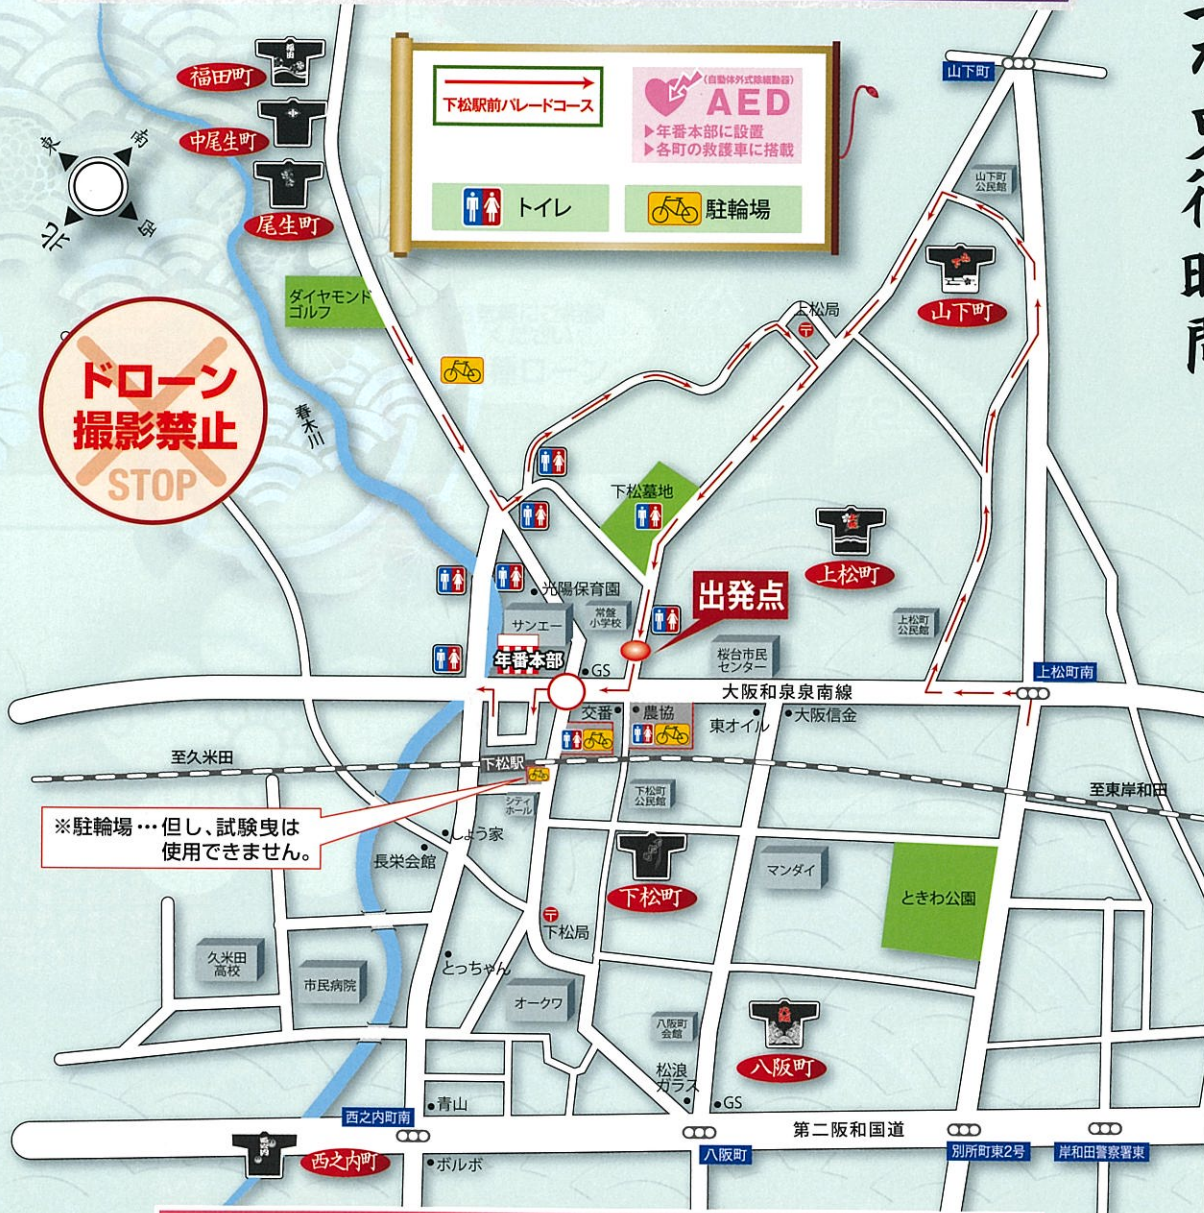 山下町
福田町
中尾生町
尾生町
東
南
北
西
下松駅前パレードコース
(自動体外式除細動器)
AED
▶年番本部に設置
▶各町の救護車に搭載
トイレ
駐輪場
山下町
公民館
山下町
ダイヤモンド
ゴルフ
上松局
ドローン
撮影禁止
STOP
春木川
下松墓地
上松町
出発点
光陽保育園
サンエー
常盤
小学校
上松町
公民館
年番本部
GS
桜台市民
センター
上松町南
大阪和泉泉南線
交番
農協
東オイル
大阪信金
至久米田
下松駅
至東岸和田
シティ
ホール
下松町
公民館
※駐輪場…但し、試験曳は
使用できません。
しょう家
長栄会館
マンダイ
下松町
ときわ公園
下松局
久米田
高校
市民病院
とっちゃん
オークワ
八阪町
会館
八阪町
松浪
ガラス
GS
青山
西之内町南
第二阪和国道
西之内町
ボルボ
八阪町
別所町東2号
岸和田警察署東